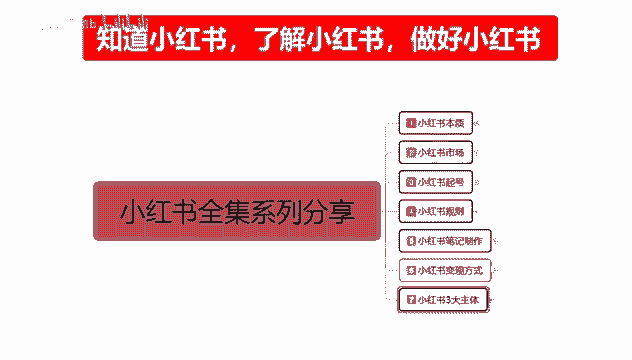 知道小红书，了解小红书，做好小红书
小红书全集系列分享
1 小红书本质
2 小红书市场
3 小红书起号
4 小红书规则
5 小红书笔记制作
6 小红书变现方式
7 小红书3大主体